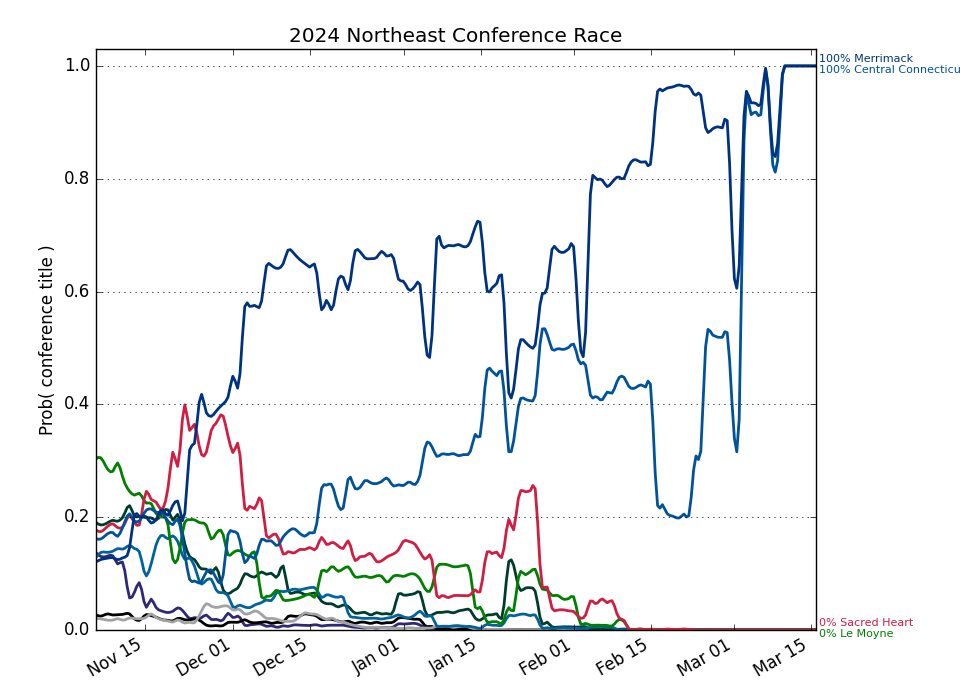 2024 Northeast Conference Race
Prob( conference title )
1.0
0.8
0.6
0.4
0.2
0.0
Nov 15
Dec 01
Dec 15
Jan 01
Jan 15
Feb 01
Feb 15
Mar 01
Mar 15
100% Merrimack
100% Central Connecticu
0% Sacred Heart
0% Le Moyne